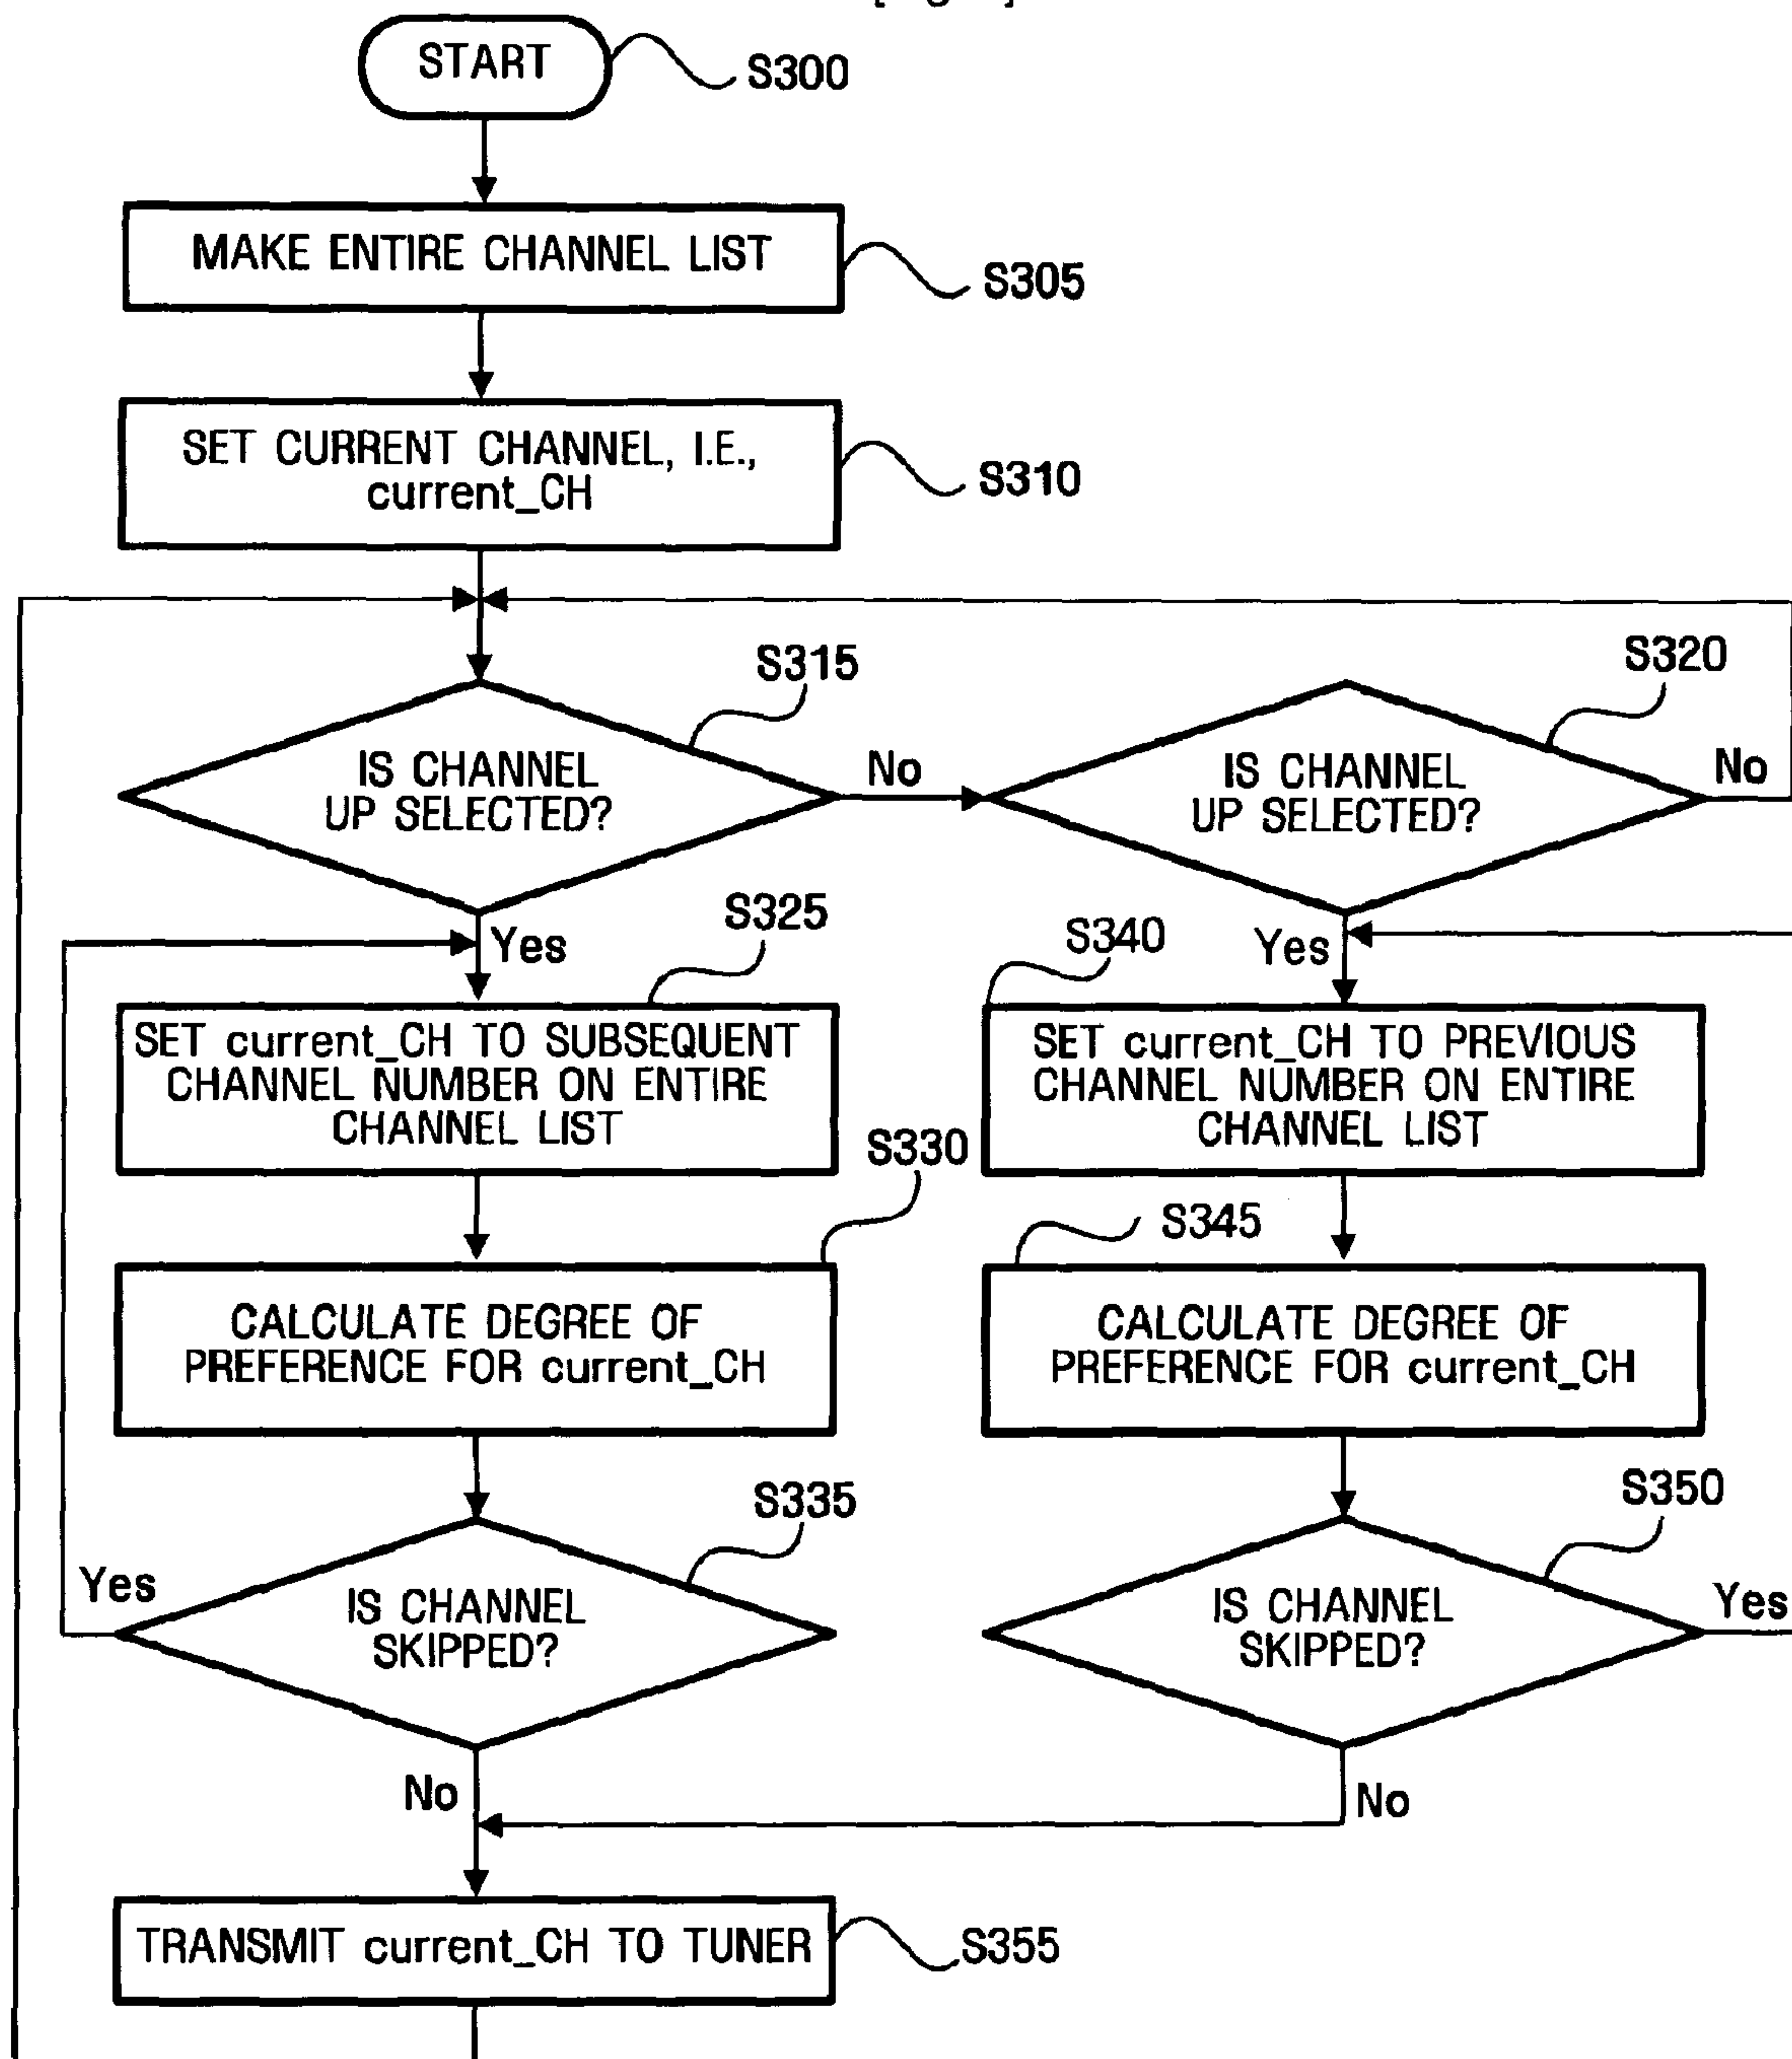 START
S300
MAKE ENTIRE CHANNEL LIST
S305
SET CURRENT CHANNEL, I.E.,
current_CH
S310
S315
S320
IS CHANNEL
UP SELECTED?
No
IS CHANNEL
UP SELECTED?
No
Yes
S325
S340
Yes
SET current_CH TO SUBSEQUENT
CHANNEL NUMBER ON ENTIRE
CHANNEL LIST
SET current_CH TO PREVIOUS
CHANNEL NUMBER ON ENTIRE
CHANNEL LIST
S330
S345
CALCULATE DEGREE OF
PREFERENCE FOR current_CH
CALCULATE DEGREE OF
PREFERENCE FOR current_CH
S335
S350
Yes
IS CHANNEL
SKIPPED?
IS CHANNEL
SKIPPED?
Yes
No
No
TRANSMIT current_CH TO TUNER
S355